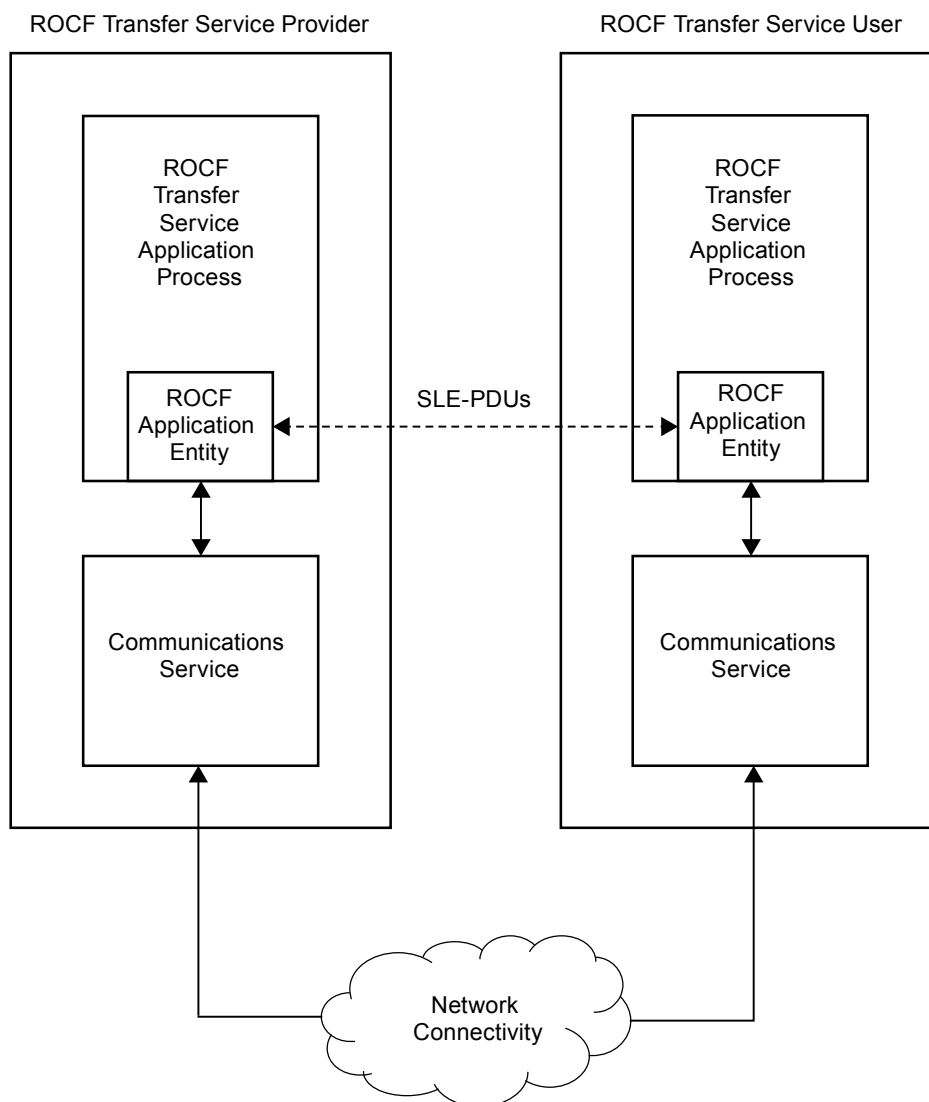 ROCF Transfer Service Provider
ROCF Transfer Service User
ROCF
Transfer
Service
Application
Process
ROCF
Transfer
Service
Application
Process
ROCF
Application
Entity
SLE-PDUs
ROCF
Application
Entity
Communications
Service
Communications
Service
Network
Connectivity